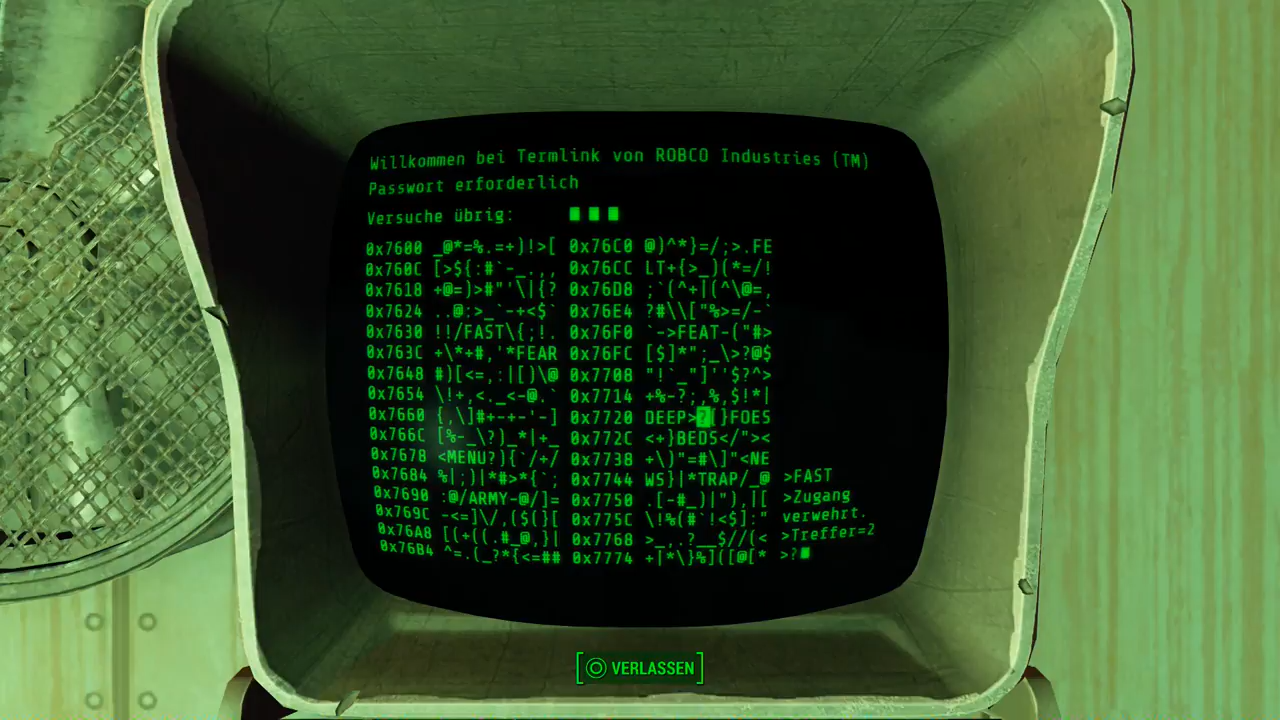 Willkommen bei Termlink von ROBCO Industries (TM)
Passwort erforderlich
Versuche übrig: ■ ■ ■
0x7600 _@*=%.=+)!>[ 0x76C0 @)^*}=/;>.FE
0x760C [>${:#`-_.,, 0x76CC LT+{>_)(*=/!
0x7618 +@=)>#"'\|{? 0x76D8 ;`(^+|(^\@=,
0x7624 ..@:>_`-+<$` 0x76E4 ?#\\["%>=/-`
0x7630 !!/FAST\{;!. 0x76F0 `->FEAT-("#>
0x763C +\*+#,'*FEAR 0x76FC [$]*";_\>?@$
0x7648 #)[<=,:|[)\@ 0x7708 "!`_"]''$?^>
0x7654 \!+,<._<-@.` 0x7714 +%-?;,%,$!*|
0x7660 {,\]#+-+-'-] 0x7720 DEEP>?[}FOES
0x766C [%-_\?)_*|+_ 0x772C <+}BEDS</"><
0x7678 <MENU?){`/+/ 0x7738 +\)"=#\]"<NE
0x7684 %|;)|*#>*{`; 0x7744 WS}|*TRAP/_@ >FAST
0x7690 :@/ARMY-@/]= 0x7750 .[-#_)|"),|[ >Zugang
0x769C -<=]\/,($(}[ 0x775C \!%(#`!<$]:" verwehrt.
0x76A8 [(+((.#_@,}| 0x7768 >_,.?__$//(< >Treffer=2
0x76B4 ^=.(_?*{<=## 0x7774 +|*\}%]([@[* >?■
VERLASSEN